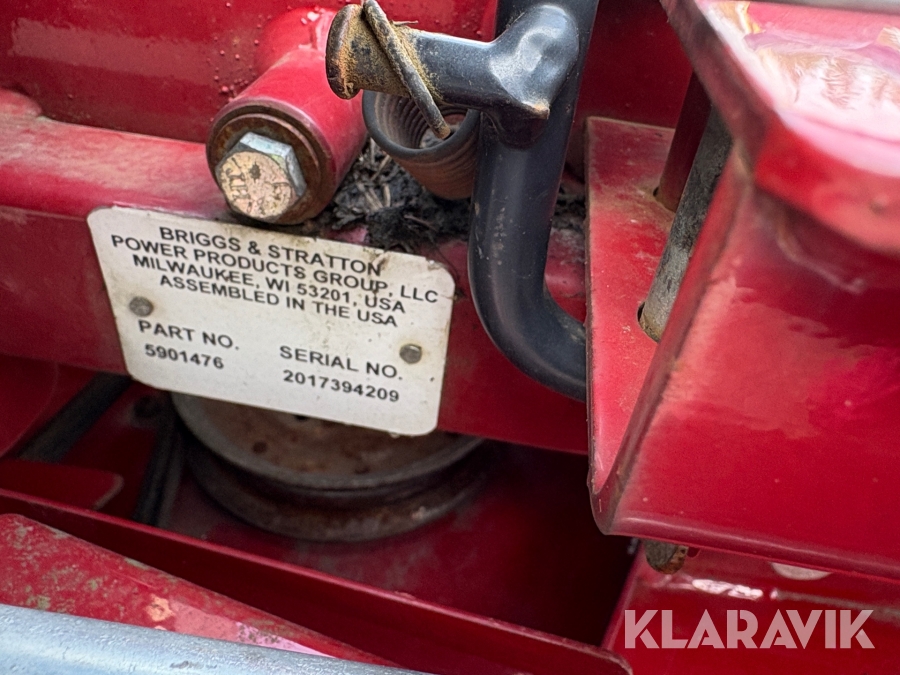 BRIGGS & STRATTON
POWER PRODUCTS GROUP, LLC
MILWAUKEE, WI 53201, USA
ASSEMBLED IN THE USA
PART NO.
5901476
SERIAL NO.
2017394209
KLARAVIK